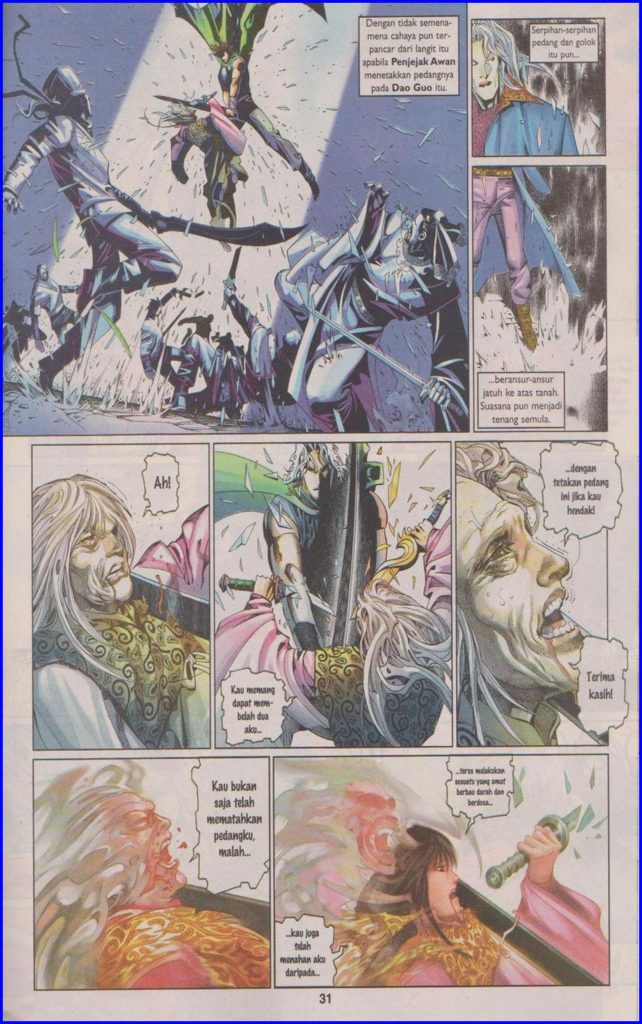 Dengan tidak semena-
mena cahaya pun ter-
pancar dari langit itu
apabila Penjejak Awan
menetakkan pedangnya
pada Dao Guo itu.
Serpihan-serpihan
pedang dan golok
itu pun...
...beransur-ansur
jatuh ke atas tanah.
Suasana pun menjadi
tenang semula.
Ah!
Kau memang
dapat mem-
belah dua
aku...
...dengan
tetakan pedang
ini jika kau
hendak!
Terima
kasih!
Kau bukan
saja telah
mematahkan
pedangku,
malah...
...kau juga
telah
menahan aku
daripada...
...terus melakukan
sesuatu yang amat
berbau darah dan
berdosa...
31